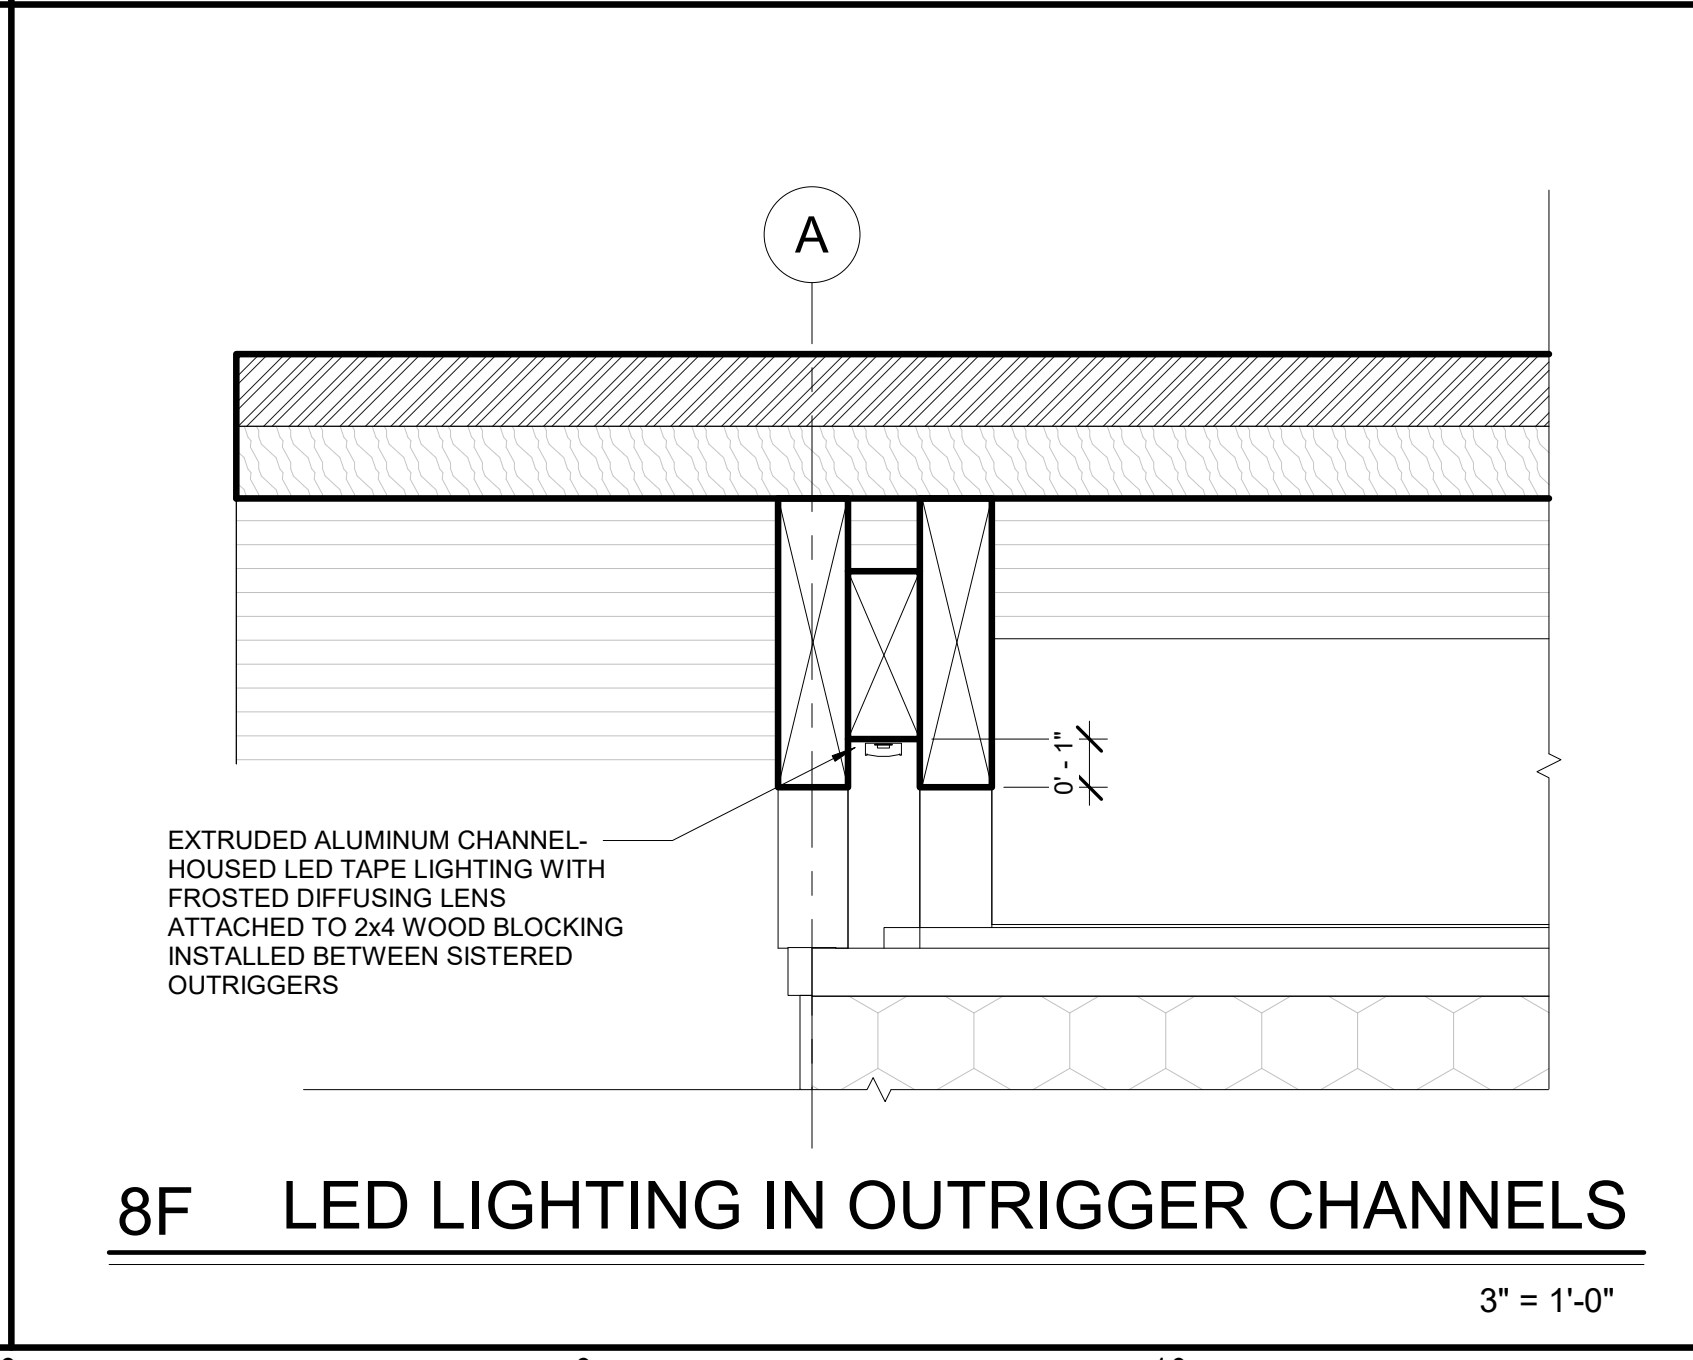 A
0' - 1"
EXTRUDED ALUMINUM CHANNEL-
HOUSED LED TAPE LIGHTING WITH
FROSTED DIFFUSING LENS
ATTACHED TO 2x4 WOOD BLOCKING
INSTALLED BETWEEN SISTERED
OUTRIGGERS
8F LED LIGHTING IN OUTRIGGER CHANNELS
3" = 1'-0"